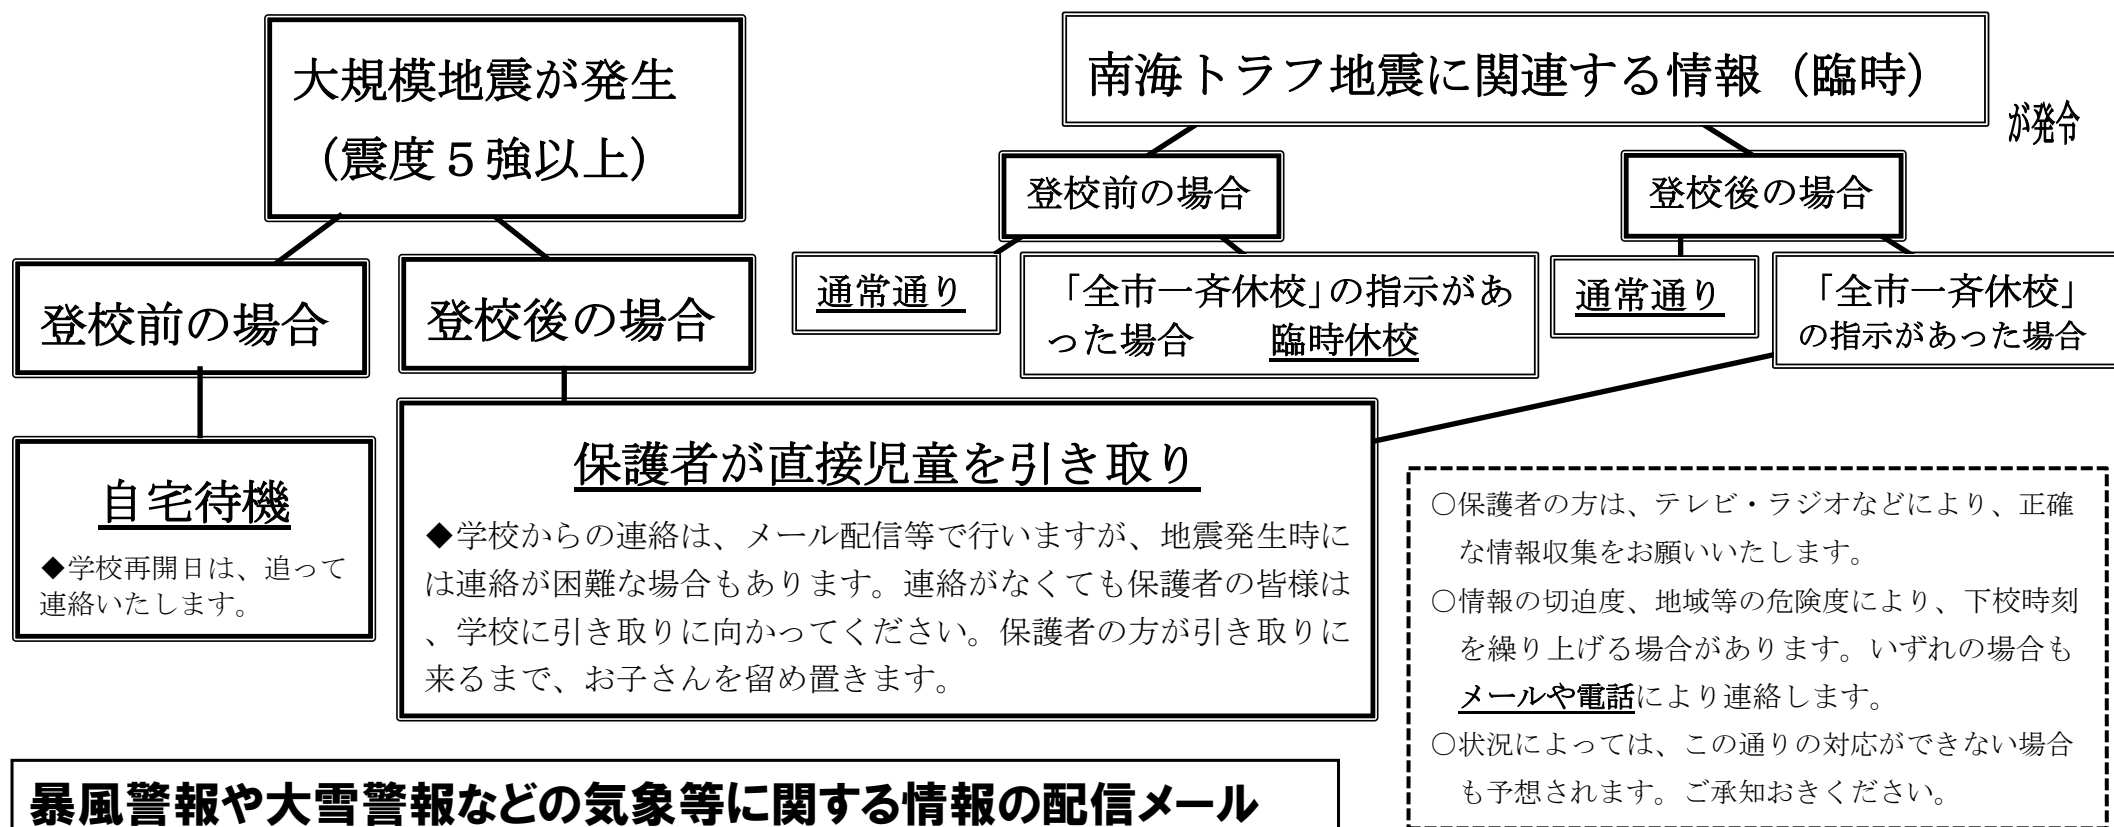 大規模地震が発生
（震度５強以上）
登校前の場合
登校後の場合
自宅待機
◆学校再開日は、追って
連絡いたします。
保護者が直接児童を引き取り
◆学校からの連絡は、メール配信等で行いますが、地震発生時に
は連絡が困難な場合もあります。連絡がなくても保護者の皆様は
、学校に引き取りに向かってください。保護者の方が引き取りに
来るまで、お子さんを留め置きます。
南海トラフ地震に関連する情報（臨時）
が発令
登校前の場合
登校後の場合
通常通り
「全市一斉休校」の指示があ
った場合　　臨時休校
通常通り
「全市一斉休校」
の指示があった場合
○保護者の方は、テレビ・ラジオなどにより、正確
な情報収集をお願いいたします。
○情報の切迫度、地域等の危険度により、下校時刻
を繰り上げる場合があります。いずれの場合も
メールや電話により連絡します。
○状況によっては、この通りの対応ができない場合
も予想されます。ご承知おきください。
暴風警報や大雪警報などの気象等に関する情報の配信メール